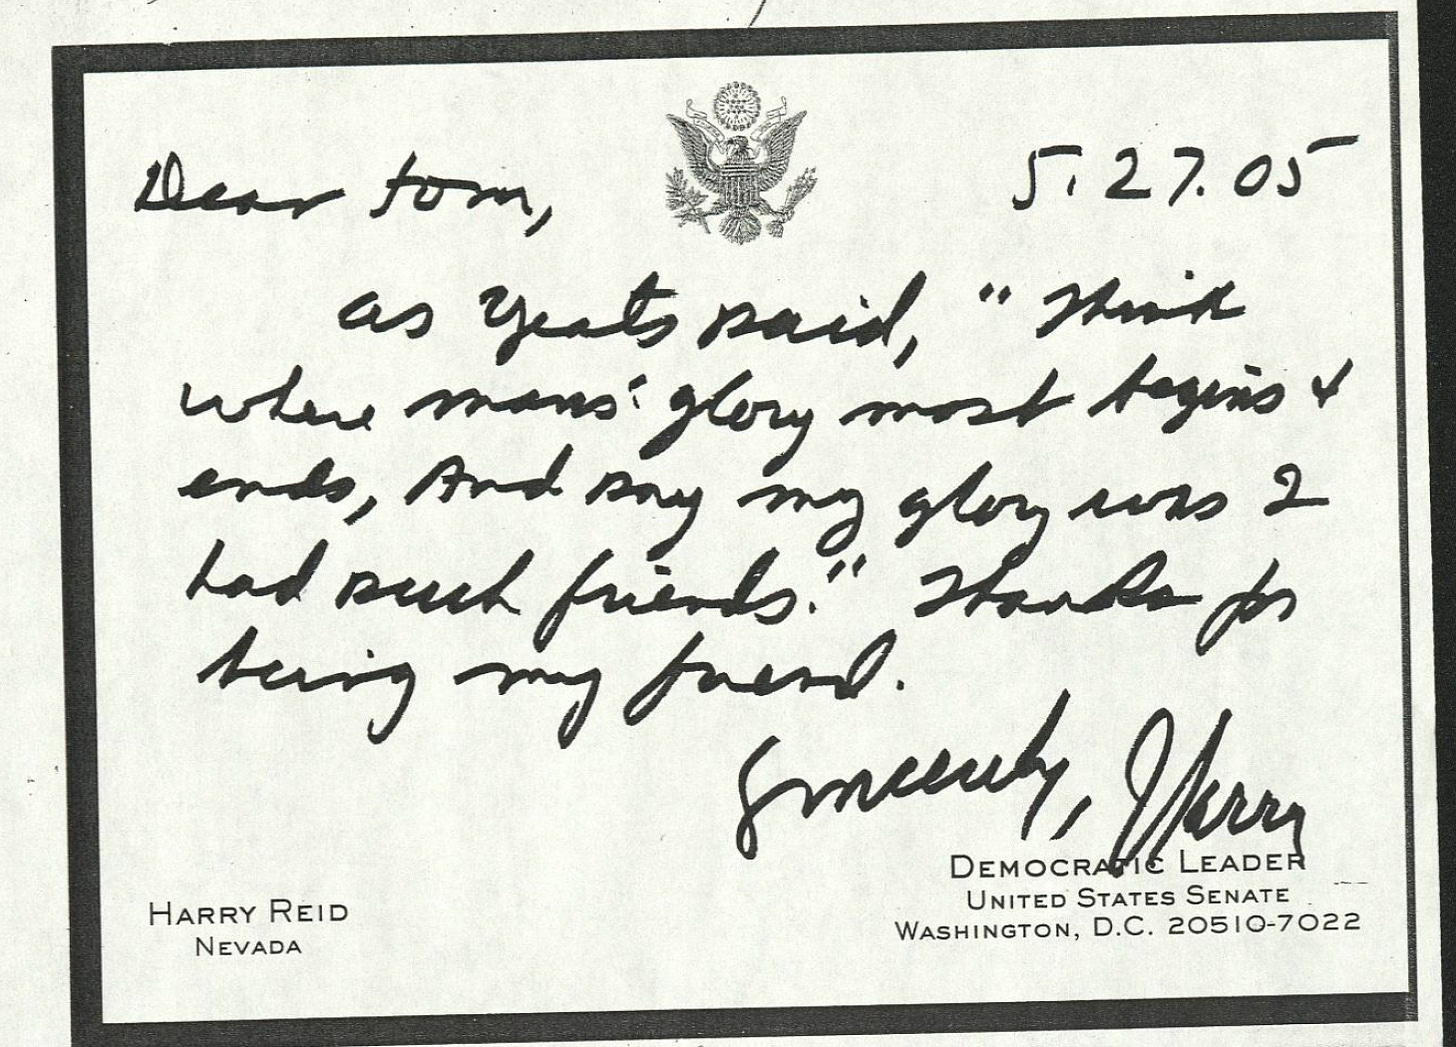 Dear Tom,
5.27.05
as Yeats said, "Think
where mans' glory most begins &
ends, And say my glory was I
had such friends." Thanks for
being my friend.
Sincerely, Harry
DEMOCRATIC LEADER
UNITED STATES SENATE
WASHINGTON, D.C. 20510-7022
HARRY REID
NEVADA